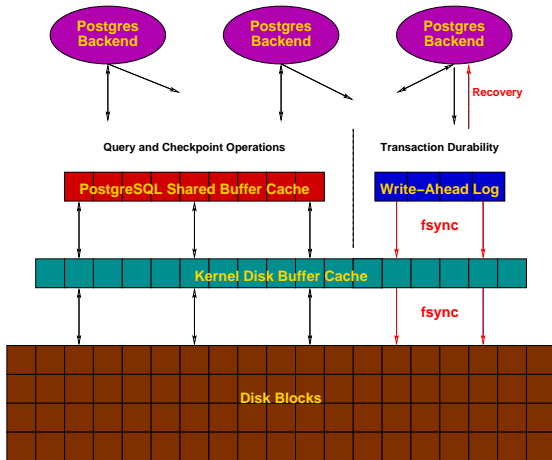 Postgres
Backend
Postgres
Backend
Postgres
Backend
Recovery
Query and Checkpoint Operations
Transaction Durability
PostgreSQL Shared Buffer Cache
Write−Ahead Log
fsync
Kernel Disk Buffer Cache
fsync
Disk Blocks